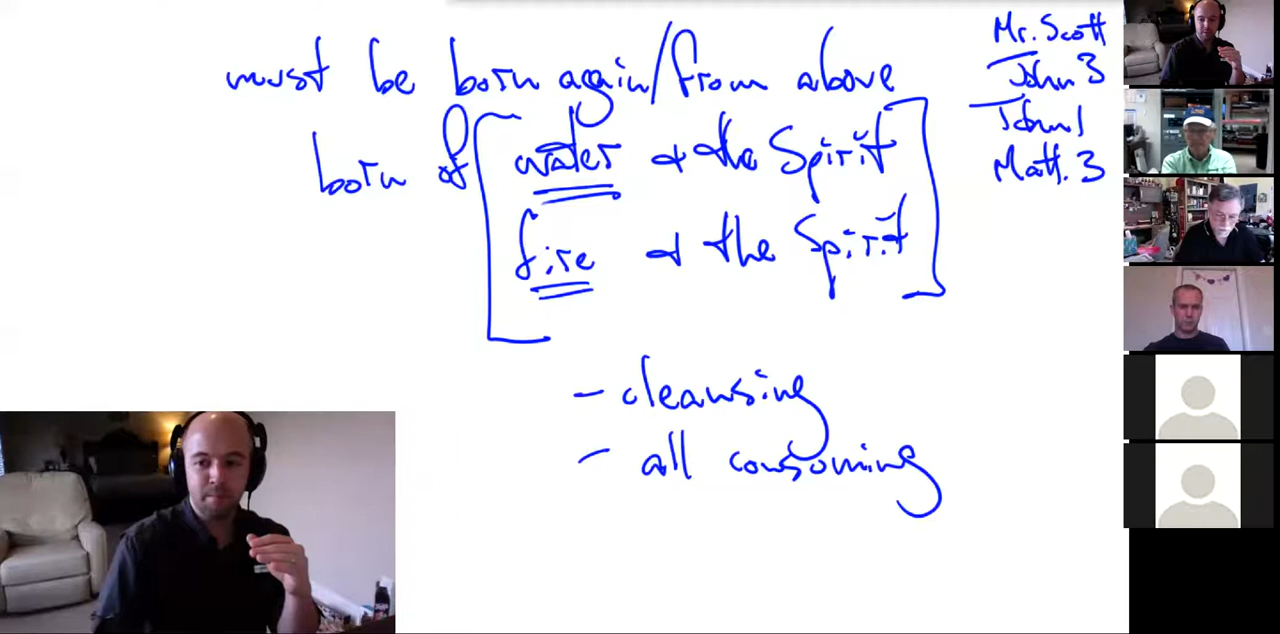 must be born again/from above
born of [ water & the Spirit ]
fire & the Spirit
- cleansing
- all consuming
Mr. Scott
John 3
John 1
Matt. 3